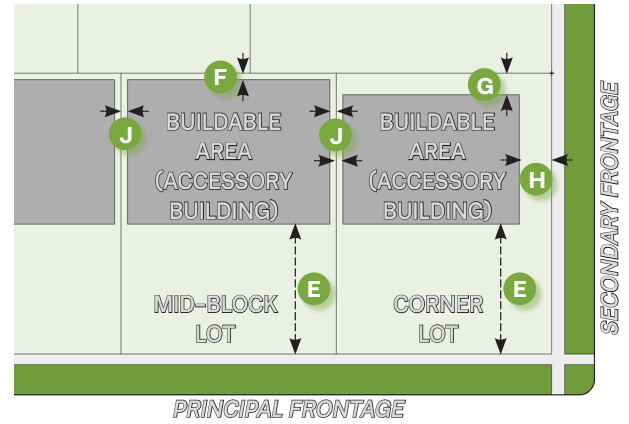 F
G
J
J
BUILDABLE
AREA
(ACCESSORY
BUILDING)
BUILDABLE
AREA
(ACCESSORY
BUILDING)
H
E
E
MID–BLOCK
LOT
CORNER
LOT
SECONDARY FRONTAGE
PRINCIPAL FRONTAGE